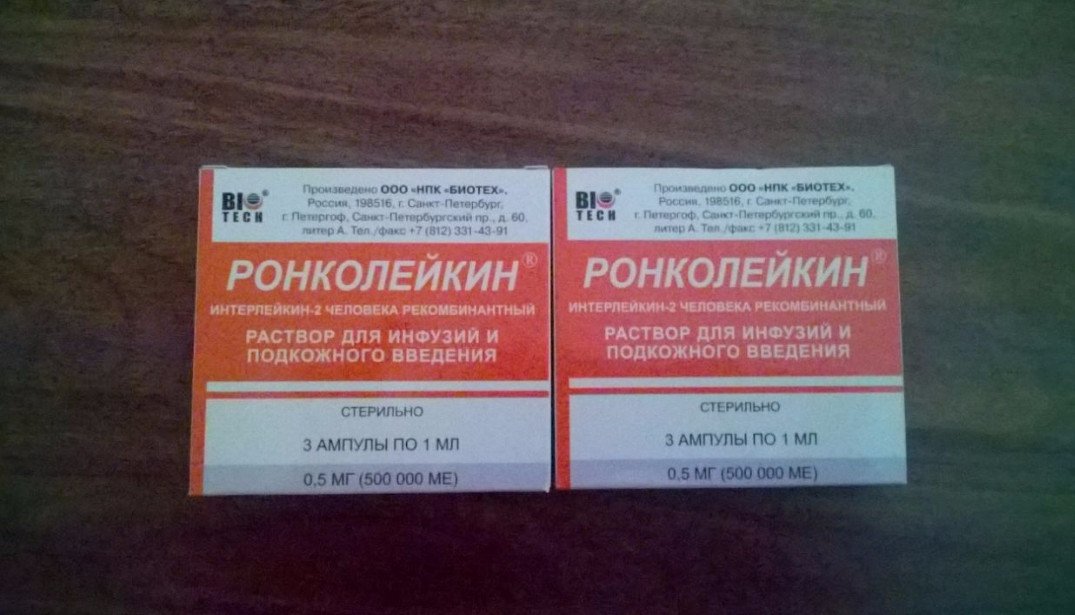 BIO®
TECH
Произведено ООО «НПК «БИОТЕХ».
Россия, 198516, г. Санкт-Петербург,
г. Петергоф, Санкт-Петербургский пр., д. 60,
литер А. Тел./факс +7 (812) 331-43-91
РОНКОЛЕЙКИН®
ИНТЕРЛЕЙКИН-2 ЧЕЛОВЕКА РЕКОМБИНАНТНЫЙ
РАСТВОР ДЛЯ ИНФУЗИЙ И
ПОДКОЖНОГО ВВЕДЕНИЯ
СТЕРИЛЬНО
3 АМПУЛЫ ПО 1 МЛ
0,5 МГ (500 000 МЕ)
BIO®
TECH
Произведено ООО «НПК «БИОТЕХ».
Россия, 198516, г. Санкт-Петербург,
г. Петергоф, Санкт-Петербургский пр., д. 60,
литер А. Тел./факс +7 (812) 331-43-91
РОНКОЛЕЙКИН®
ИНТЕРЛЕЙКИН-2 ЧЕЛОВЕКА РЕКОМБИНАНТНЫЙ
РАСТВОР ДЛЯ ИНФУЗИЙ И
ПОДКОЖНОГО ВВЕДЕНИЯ
СТЕРИЛЬНО
3 АМПУЛЫ ПО 1 МЛ
0,5 МГ (500 000 МЕ)